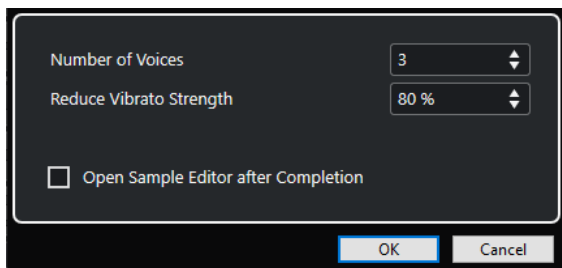 Number of Voices 3
Reduce Vibrato Strength 80 %
Open Sample Editor after Completion
OK Cancel